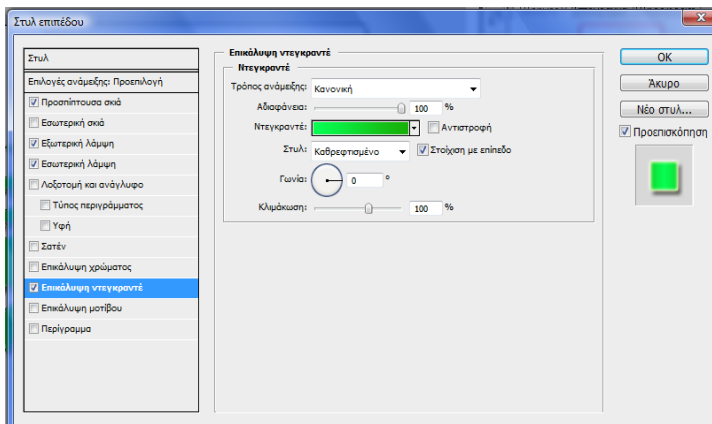 Στυλ επιπέδου
Στυλ
Επιλογές ανάμειξης: Προεπιλογή
Προσπίπτουσα σκιά
Εσωτερική σκιά
Εξωτερική λάμψη
Εσωτερική λάμψη
Λοξοτομή και ανάγλυφο
Τύπος περιγράμματος
Υφή
Σατέν
Επικάλυψη χρώματος
Επικάλυψη ντεγκραντέ
Επικάλυψη μοτίβου
Περίγραμμα
Επικάλυψη ντεγκραντέ
Ντεγκραντέ
Τρόπος ανάμειξης: Κανονική
Αδιαφάνεια: 100 %
Ντεγκραντέ: Αντιστροφή
Στυλ: Καθρεφτισμένο Στοίχιση με επίπεδο
Γωνία: 0 °
Κλιμάκωση: 100 %
OK
Άκυρο
Νέο στυλ...
Προεπισκόπηση